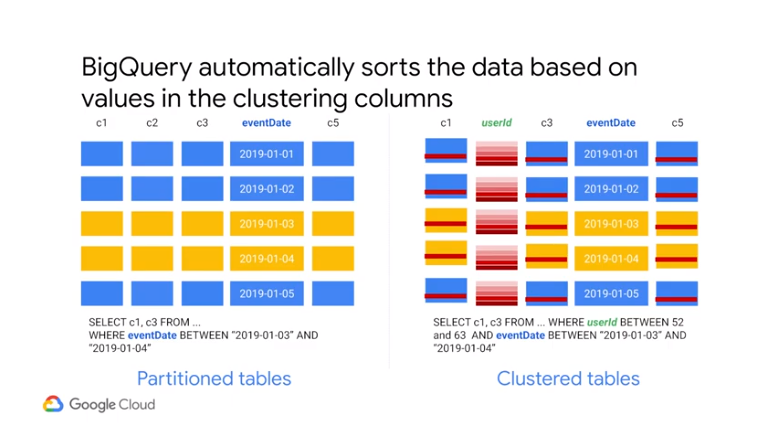 BigQuery automatically sorts the data based on
values in the clustering columns
c1 c2 c3 eventDate c5
2019-01-01
2019-01-02
2019-01-03
2019-01-04
2019-01-05
SELECT c1, c3 FROM ...
WHERE eventDate BETWEEN “2019-01-03” AND
“2019-01-04”
Partitioned tables
c1 userId c3 eventDate c5
2019-01-01
2019-01-02
2019-01-03
2019-01-04
2019-01-05
SELECT c1, c3 FROM ... WHERE userId BETWEEN 52
and 63 AND eventDate BETWEEN “2019-01-03” AND
“2019-01-04”
Clustered tables
Google Cloud